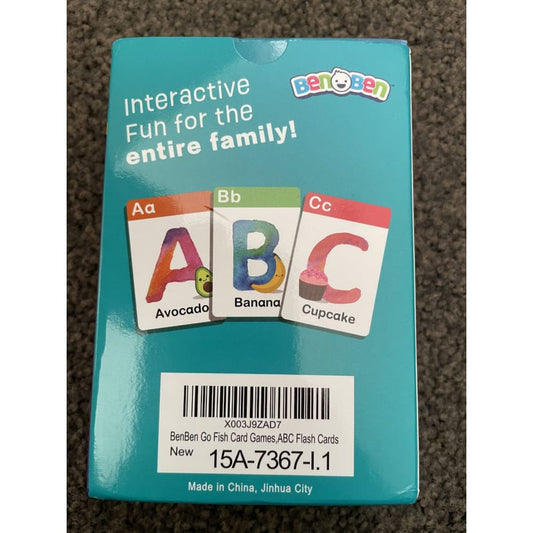 BenBen™
Interactive
Fun for the
entire family!
Aa
Bb
Cc
A
B
C
Avocado
Banana
Cupcake
X003J9ZAD7
BenBen Go Fish Card Games,ABC Flash Cards
New
15A-7367-I.1
Made in China, Jinhua City